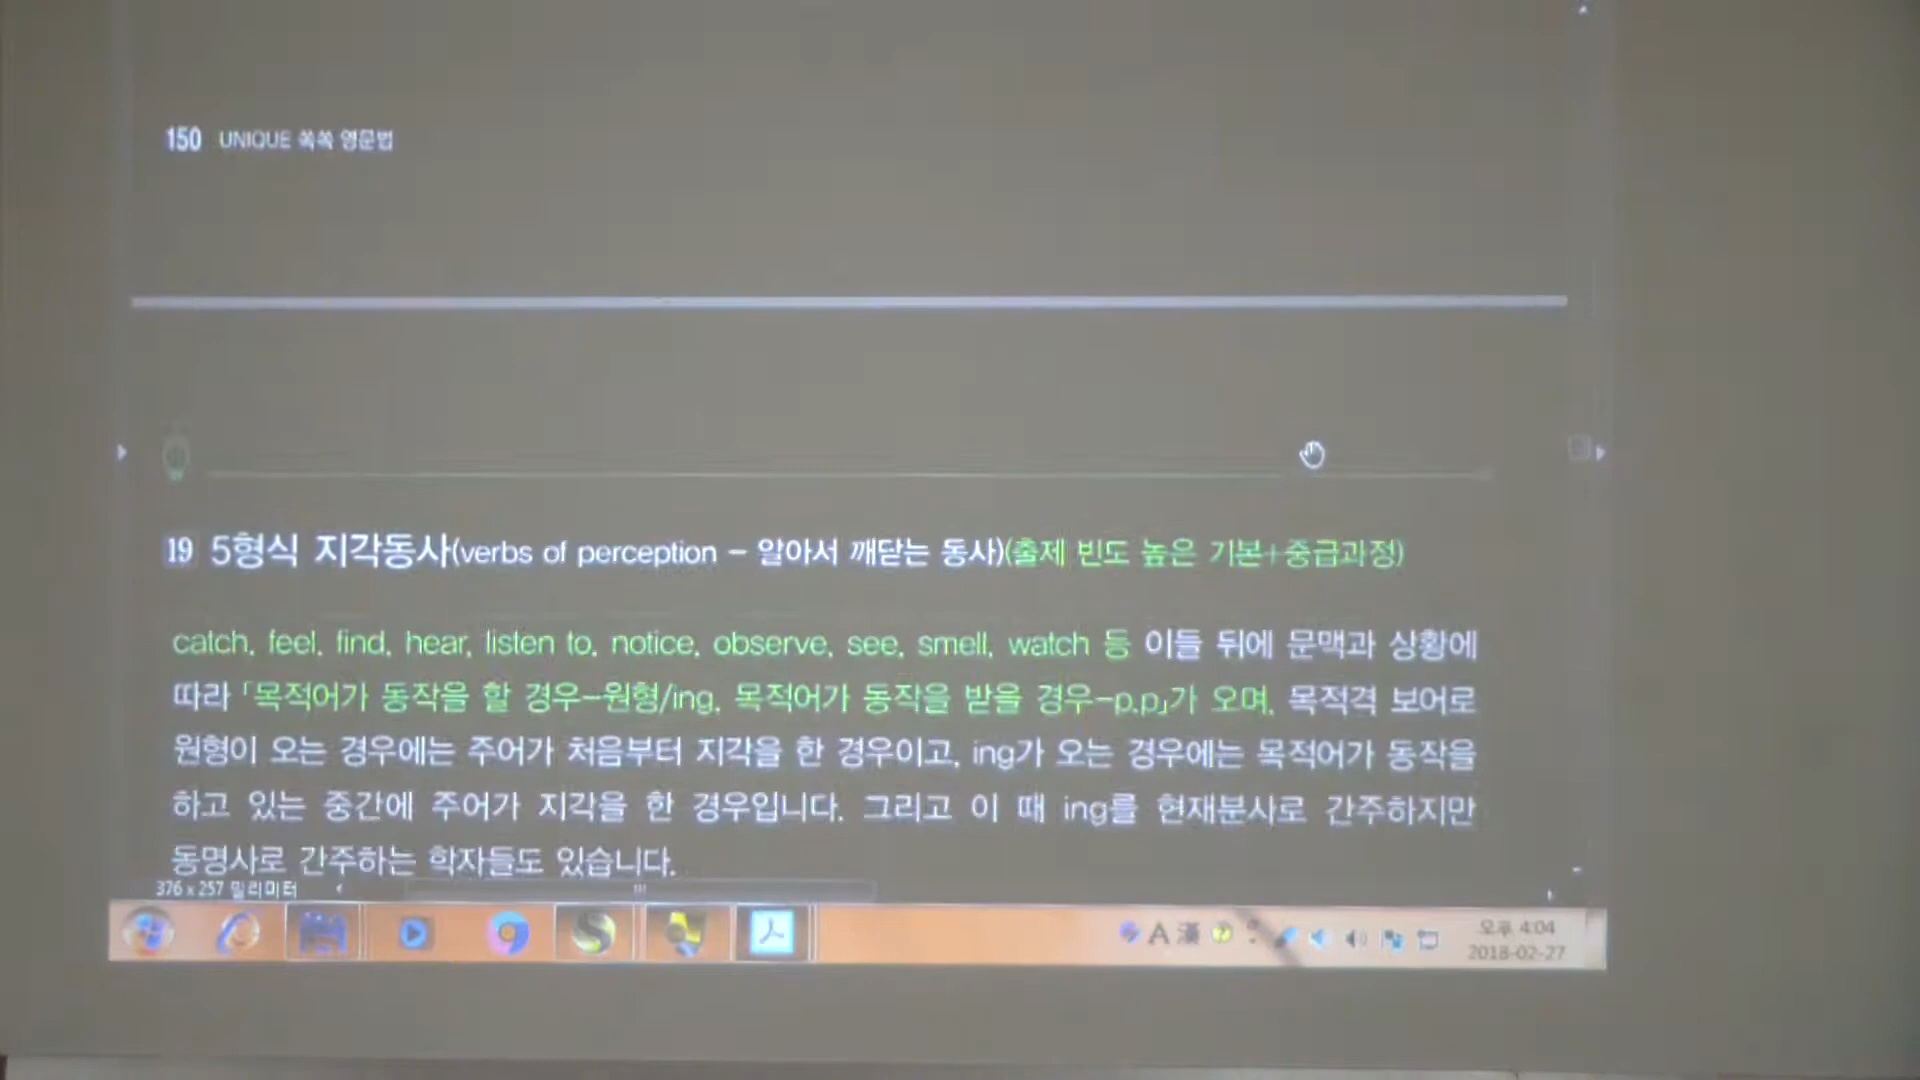 150 UNIQUE 쏙쏙 영문법
19 5형식 지각동사(verbs of perception - 알아서 깨닫는 동사)(출제 빈도 높은 기본+중급과정)
catch, feel, find, hear, listen to, notice, observe, see, smell, watch 등 이들 뒤에 문맥과 상황에
따라 「목적어가 동작을 할 경우-원형/ing, 목적어가 동작을 받을 경우-p.p」가 오며, 목적격 보어로
원형이 오는 경우에는 주어가 처음부터 지각을 한 경우이고, ing가 오는 경우에는 목적어가 동작을
하고 있는 중간에 주어가 지각을 한 경우입니다. 그리고 이 때 ing를 현재분사로 간주하지만
동명사로 간주하는 학자들도 있습니다.
376 x 257 밀리미터
A 漢
오후 4:04
2018-02-27